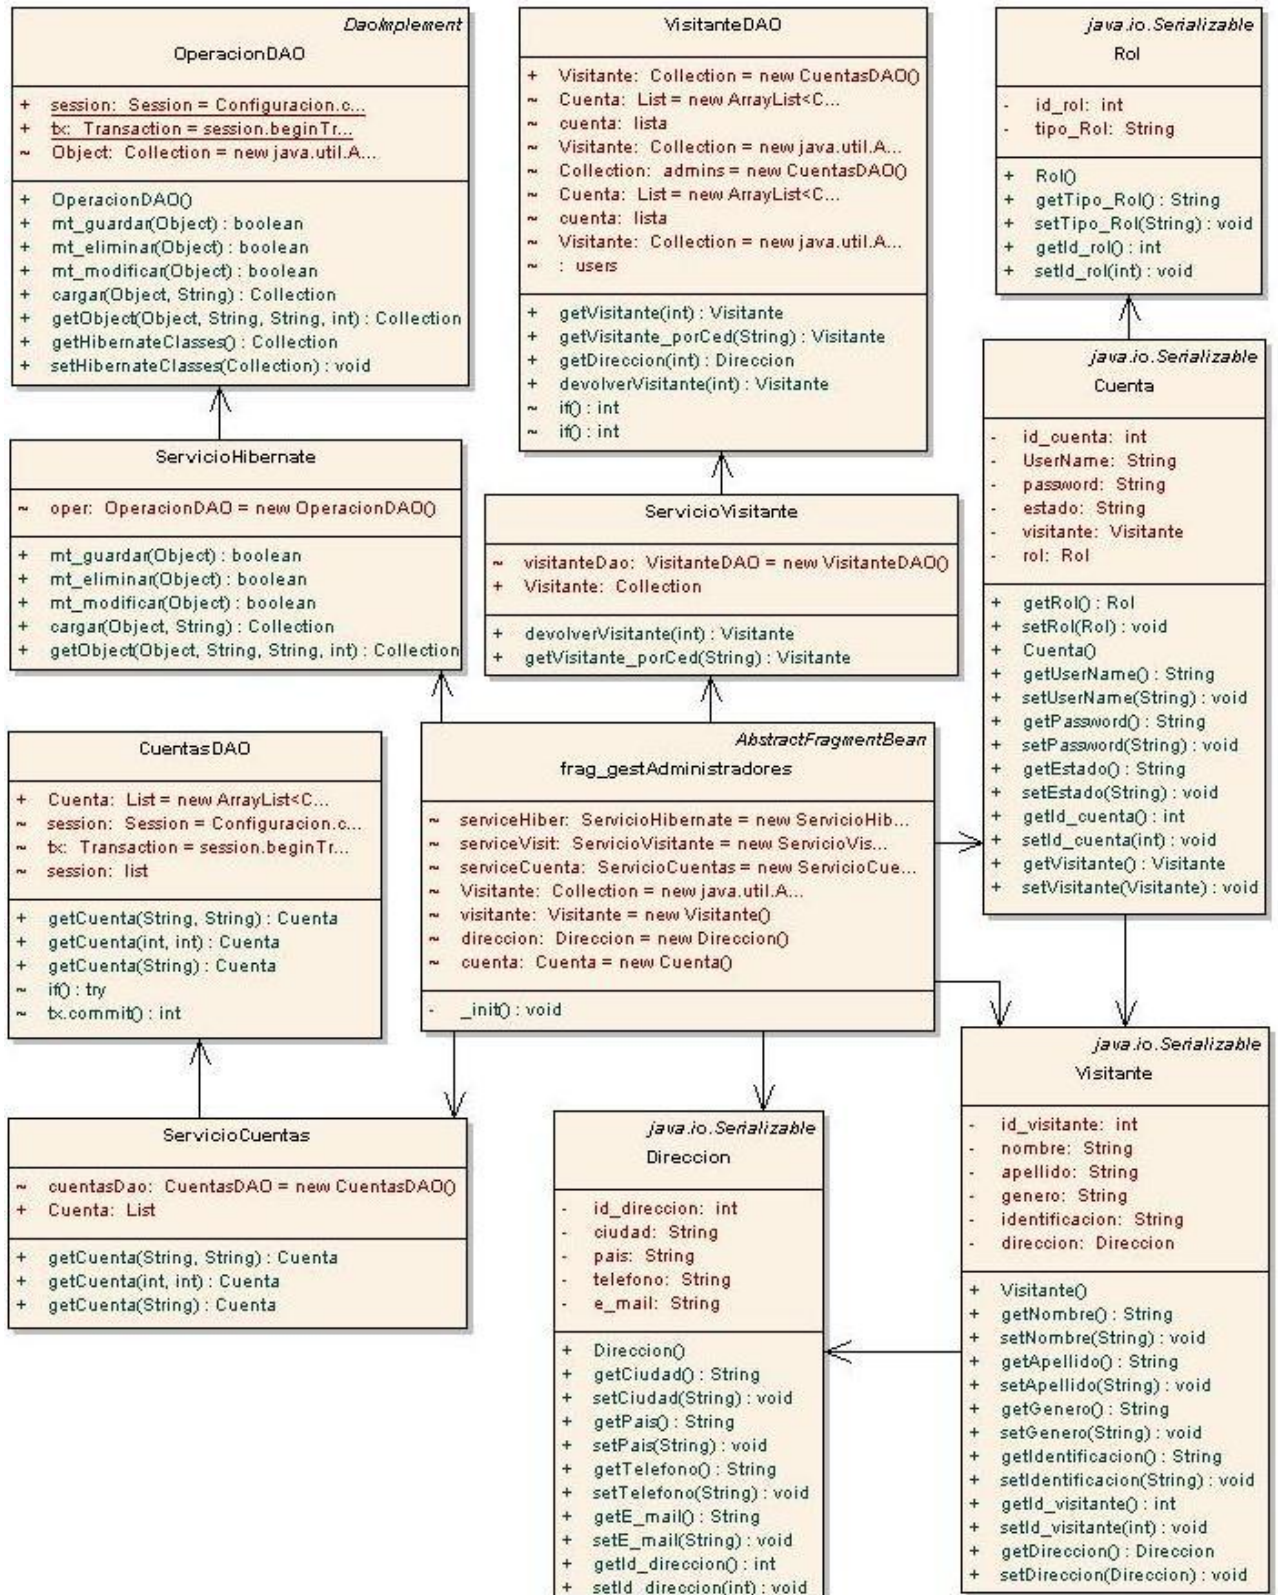 DaoImplement
OperacionDAO
+ session: Session = Configuracion.c...
+ tx: Transaction = session.beginTr...
~ Object: Collection = new java.util.A...
+ OperacionDAO()
+ mt_guardar(Object) : boolean
+ mt_eliminar(Object) : boolean
+ mt_modificar(Object) : boolean
+ cargar(Object, String) : Collection
+ getObject(Object, String, String, int) : Collection
+ getHibernateClasses() : Collection
+ setHibernateClasses(Collection) : void
VisitanteDAO
+ Visitante: Collection = new CuentasDAO()
~ Cuenta: List = new ArrayList<C...
~ cuenta: lista
~ Visitante: Collection = new java.util.A...
~ Collection: admins = new CuentasDAO()
~ Cuenta: List = new ArrayList<C...
~ cuenta: lista
~ Visitante: Collection = new java.util.A...
~ : users
+ getVisitante(int) : Visitante
+ getVisitante_porCed(String) : Visitante
+ getDireccion(int) : Direccion
+ devolverVisitante(int) : Visitante
~ if() : int
~ if() : int
java.io.Serializable
Rol
- id_rol: int
- tipo_Rol: String
+ Rol()
+ getTipo_Rol() : String
+ setTipo_Rol(String) : void
+ getId_rol() : int
+ setId_rol(int) : void
ServicioHibernate
~ oper: OperacionDAO = new OperacionDAO()
+ mt_guardar(Object) : boolean
+ mt_eliminar(Object) : boolean
+ mt_modificar(Object) : boolean
+ cargar(Object, String) : Collection
+ getObject(Object, String, String, int) : Collection
ServicioVisitante
~ visitanteDao: VisitanteDAO = new VisitanteDAO()
+ Visitante: Collection
+ devolverVisitante(int) : Visitante
+ getVisitante_porCed(String) : Visitante
java.io.Serializable
Cuenta
- id_cuenta: int
- UserName: String
- password: String
- estado: String
- visitante: Visitante
- rol: Rol
+ getRol() : Rol
+ setRol(Rol) : void
+ Cuenta()
+ getUserName() : String
+ setUserName(String) : void
+ getPassword() : String
+ setPassword(String) : void
+ getEstado() : String
+ setEstado(String) : void
+ getId_cuenta() : int
+ setId_cuenta(int) : void
+ getVisitante() : Visitante
+ setVisitante(Visitante) : void
CuentasDAO
+ Cuenta: List = new ArrayList<C...
~ session: Session = Configuracion.c...
~ tx: Transaction = session.beginTr...
~ session: list
+ getCuenta(String, String) : Cuenta
+ getCuenta(int, int) : Cuenta
+ getCuenta(String) : Cuenta
~ if() : try
~ tx.commit() : int
AbstractFragmentBean
frag_gestAdministradores
~ serviceHiber: ServicioHibernate = new ServicioHib...
~ serviceVisit: ServicioVisitante = new ServicioVis...
~ serviceCuenta: ServicioCuentas = new ServicioCue...
~ Visitante: Collection = new java.util.A...
~ visitante: Visitante = new Visitante()
~ direccion: Direccion = new Direccion()
~ cuenta: Cuenta = new Cuenta()
- _init() : void
ServicioCuentas
~ cuentasDao: CuentasDAO = new CuentasDAO()
+ Cuenta: List
+ getCuenta(String, String) : Cuenta
+ getCuenta(int, int) : Cuenta
+ getCuenta(String) : Cuenta
java.io.Serializable
Direccion
- id_direccion: int
- ciudad: String
- pais: String
- telefono: String
- e_mail: String
+ Direccion()
+ getCiudad() : String
+ setCiudad(String) : void
+ getPais() : String
+ setPais(String) : void
+ getTelefono() : String
+ setTelefono(String) : void
+ getE_mail() : String
+ setE_mail(String) : void
+ getId_direccion() : int
+ setId_direccion(int) : void
java.io.Serializable
Visitante
- id_visitante: int
- nombre: String
- apellido: String
- genero: String
- identificacion: String
- direccion: Direccion
+ Visitante()
+ getNombre() : String
+ setNombre(String) : void
+ getApellido() : String
+ setApellido(String) : void
+ getGenero() : String
+ setGenero(String) : void
+ getIdentificacion() : String
+ setIdentificacion(String) : void
+ getId_visitante() : int
+ setId_visitante(int) : void
+ getDireccion() : Direccion
+ setDireccion(Direccion) : void